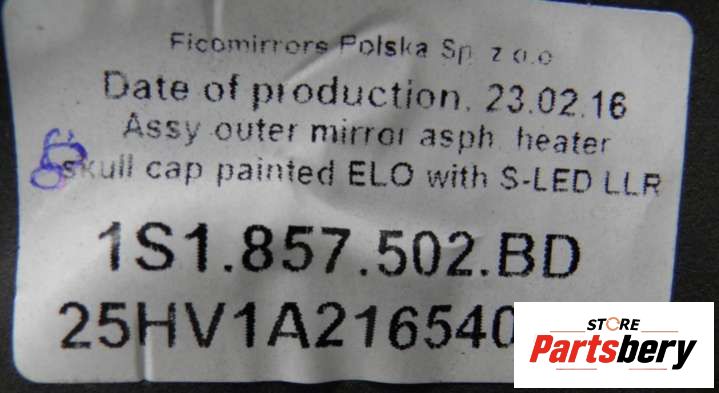 Ficomirrors Polska Sp. z o.o
Date of production. 23.02.16
Assy outer mirror asph. heater
skull cap painted ELO with S-LED LLR
1S1.857.502.BD
25HV1A216540
STORE
Partsbery